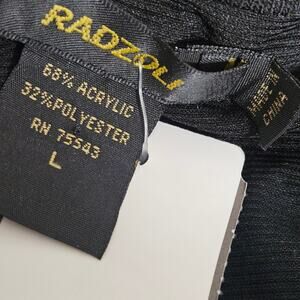 RADZOLI
68% ACRYLIC
32% POLYESTER
RN 75543
L
MADE IN
CHINA